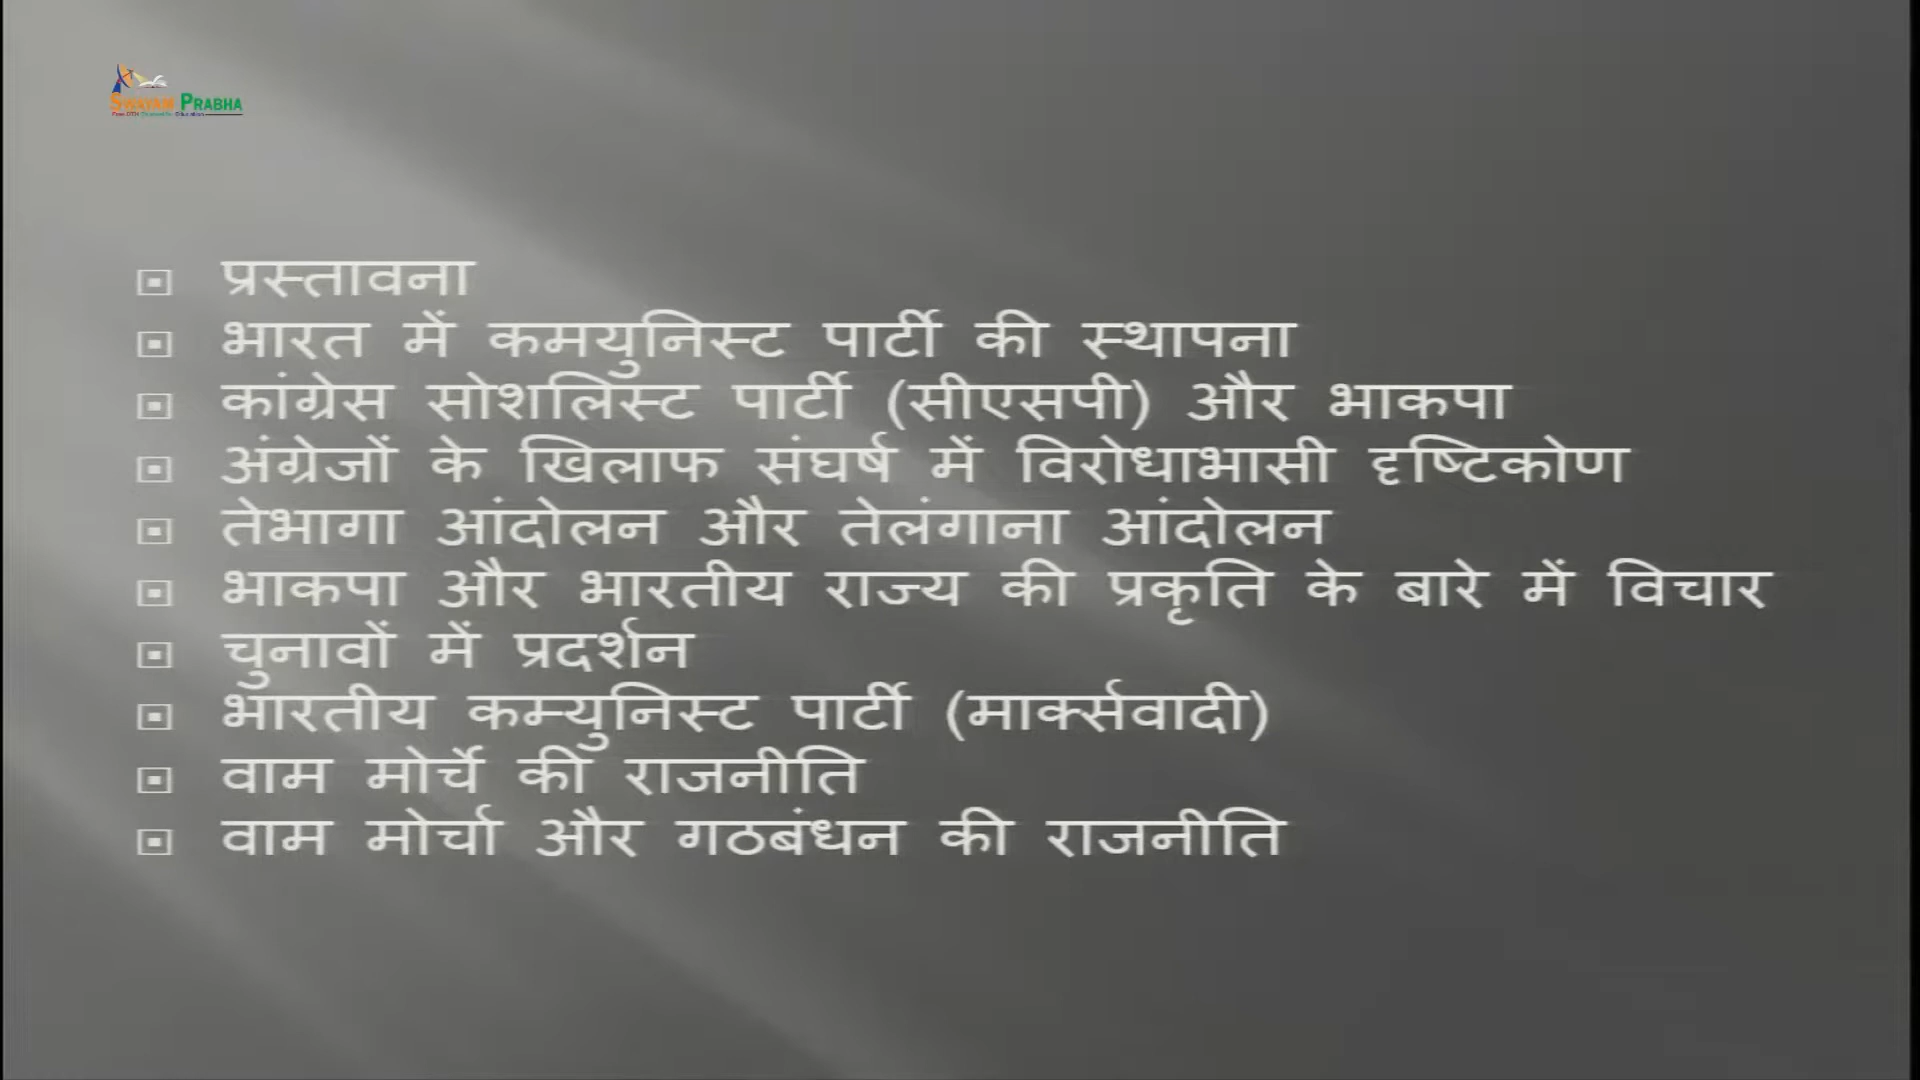 SWAYAM PRABHA
प्रस्तावना
भारत में कमयुनिस्ट पार्टी की स्थापना
कांग्रेस सोशलिस्ट पार्टी (सीएसपी) और भाकपा
अंग्रेजों के खिलाफ संघर्ष में विरोधाभासी दृष्टिकोण
तेभागा आंदोलन और तेलंगाना आंदोलन
भाकपा और भारतीय राज्य की प्रकृति के बारे में विचार
चुनावों में प्रदर्शन
भारतीय कम्युनिस्ट पार्टी (मार्क्सवादी)
वाम मोर्चे की राजनीति
वाम मोर्चा और गठबंधन की राजनीति